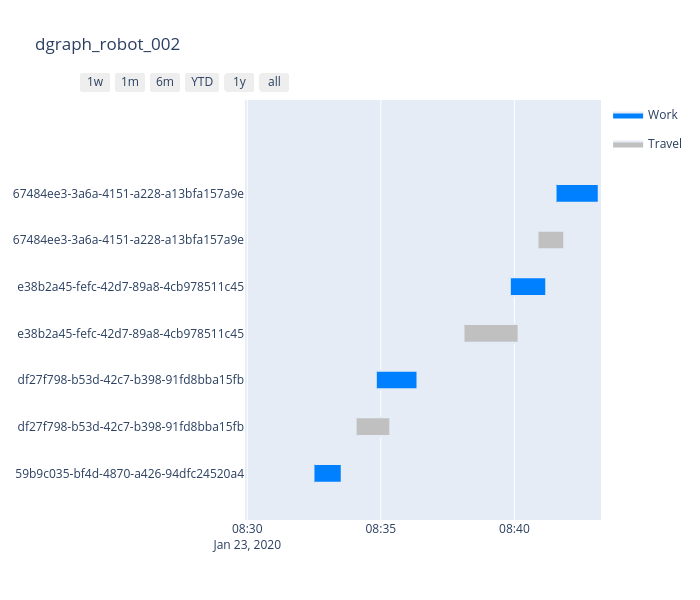 dgraph_robot_002
1w 1m 6m YTD 1y all
Work
Travel
67484ee3-3a6a-4151-a228-a13bfa157a9e
67484ee3-3a6a-4151-a228-a13bfa157a9e
e38b2a45-fefc-42d7-89a8-4cb978511c45
e38b2a45-fefc-42d7-89a8-4cb978511c45
df27f798-b53d-42c7-b398-91fd8bba15fb
df27f798-b53d-42c7-b398-91fd8bba15fb
59b9c035-bf4d-4870-a426-94dfc24520a4
08:30 08:35 08:40
Jan 23, 2020